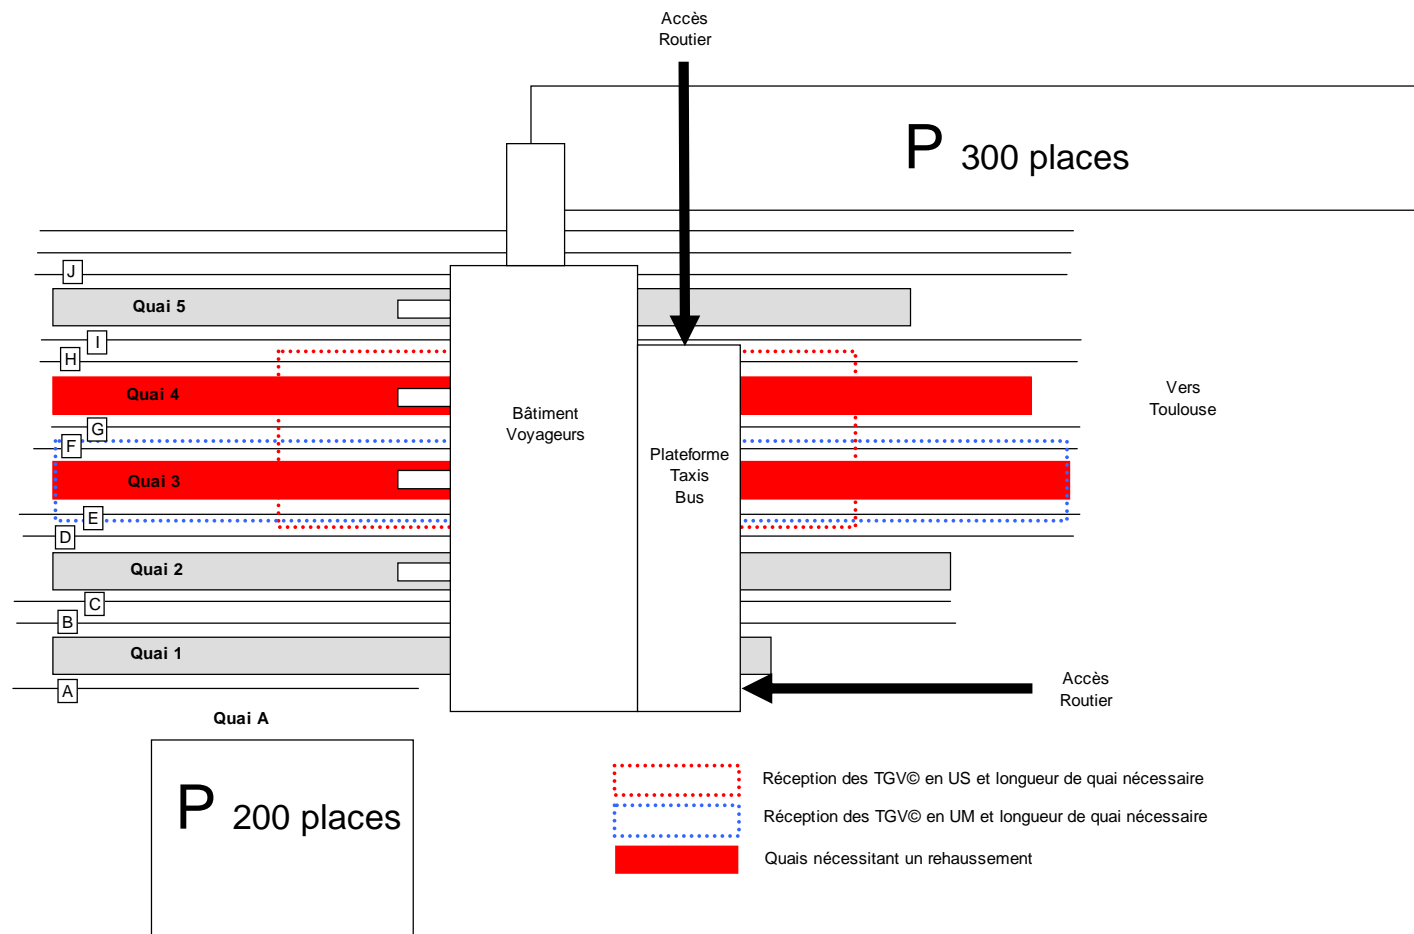 Accès
Routier
P 300 places
J
Quai 5
I
H
Quai 4
G
F
Quai 3
E
D
Quai 2
C
B
Quai 1
A
Quai A
Bâtiment
Voyageurs
Plateforme
Taxis
Bus
Vers
Toulouse
Accès
Routier
P 200 places
Réception des TGV© en US et longueur de quai nécessaire
Réception des TGV© en UM et longueur de quai nécessaire
Quais nécessitant un rehaussement